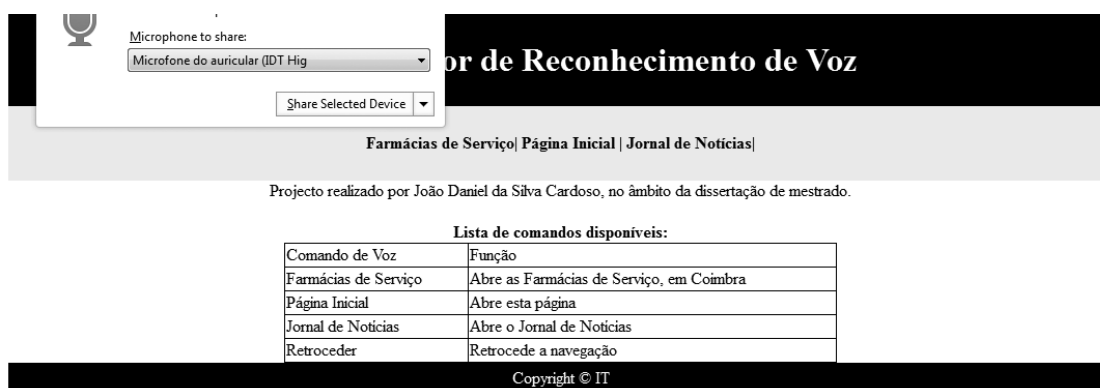 Microphone to share:
Microfone do auricular (IDT Hig
Share Selected Device
or de Reconhecimento de Voz
Farmácias de Serviço| Página Inicial | Jornal de Notícias|
Projecto realizado por João Daniel da Silva Cardoso, no âmbito da dissertação de mestrado.
Lista de comandos disponíveis:
Comando de Voz Função
Farmácias de Serviço Abre as Farmácias de Serviço, em Coimbra
Página Inicial Abre esta página
Jornal de Notícias Abre o Jornal de Notícias
Retroceder Retrocede a navegação
Copyright © IT